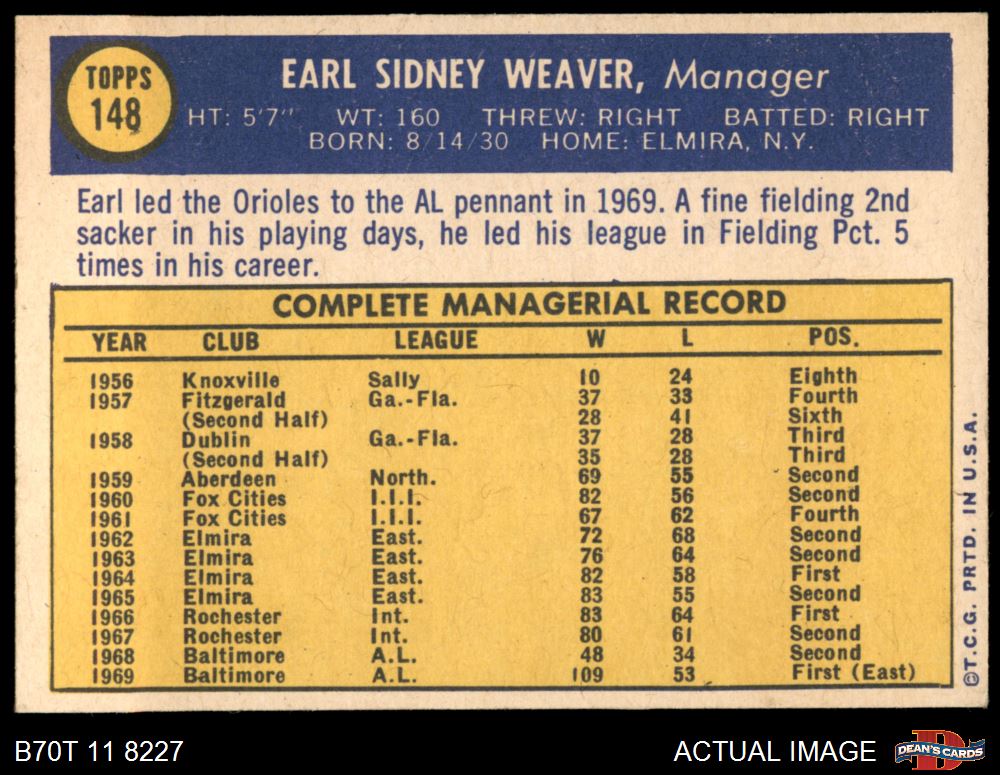 TOPPS
148
EARL SIDNEY WEAVER, Manager
HT: 5'7" WT: 160 THREW: RIGHT BATTED: RIGHT
BORN: 8/14/30 HOME: ELMIRA, N.Y.
Earl led the Orioles to the AL pennant in 1969. A fine fielding 2nd
sacker in his playing days, he led his league in Fielding Pct. 5
times in his career.
COMPLETE MANAGERIAL RECORD
YEAR CLUB LEAGUE W L POS.
1956 Knoxville Sally 10 24 Eighth
1957 Fitzgerald Ga.-Fla. 37 33 Fourth
(Second Half) 28 41 Sixth
1958 Dublin Ga.-Fla. 37 28 Third
(Second Half) 35 28 Third
1959 Aberdeen North. 69 55 Second
1960 Fox Cities I.I.I. 82 56 Second
1961 Fox Cities I.I.I. 67 62 Fourth
1962 Elmira East. 72 68 Second
1963 Elmira East. 76 64 Second
1964 Elmira East. 82 58 First
1965 Elmira East. 83 55 Second
1966 Rochester Int. 83 64 First
1967 Rochester Int. 80 61 Second
1968 Baltimore A.L. 48 34 Second
1969 Baltimore A.L. 109 53 First (East)
©T.C.G. PRTD. IN U.S.A.
B70T 11 8227
ACTUAL IMAGE
DEAN'S CARDS